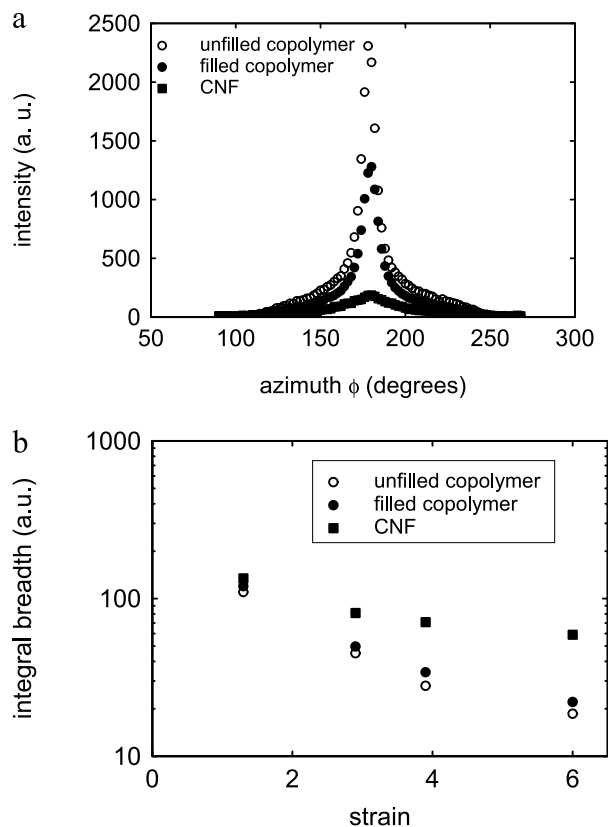 a
2500
2000
1500
1000
500
0
50
100
150
200
250
300
unfilled copolymer
filled copolymer
CNF
intensity (a. u.)
azimuth ϕ (degrees)
b
1000
100
10
0
2
4
6
unfilled copolymer
filled copolymer
CNF
integral breadth (a.u.)
strain